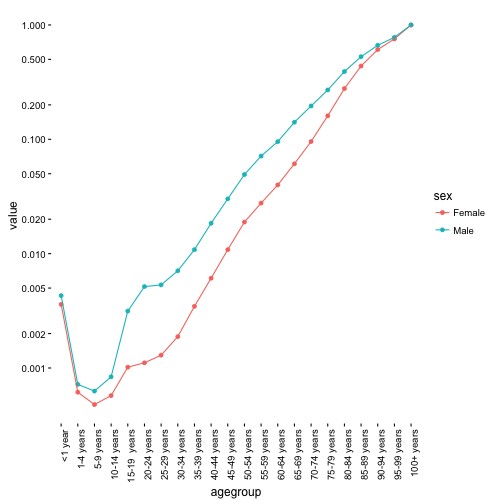 1.000
0.500
0.200
0.100
0.050
0.020
0.010
0.005
0.002
0.001
value
<1 year
1-4 years
5-9 years
10-14 years
15-19 years
20-24 years
25-29 years
30-34 years
35-39 years
40-44 years
45-49 years
50-54 years
55-59 years
60-64 years
65-69 years
70-74 years
75-79 years
80-84 years
85-89 years
90-94 years
95-99 years
100+ years
agegroup
sex
Female
Male